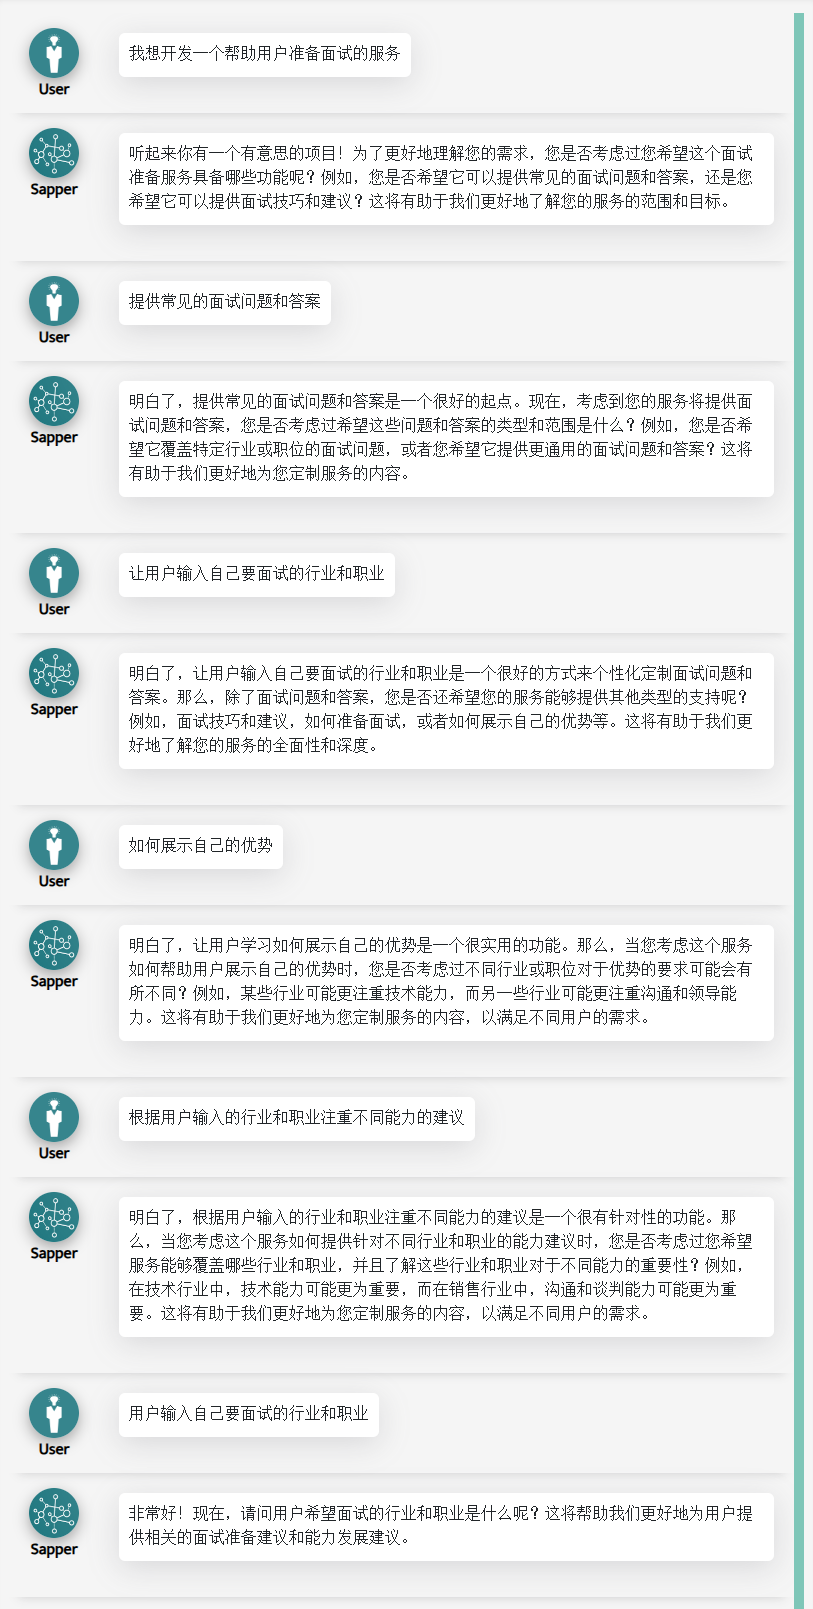 我想开发一个帮助用户准备面试的服务
User
听起来你有一个有意思的项目！为了更好地理解您的需求，您是否考虑过您希望这个面试
准备服务具备哪些功能呢？例如，您是否希望它可以提供常见的面试问题和答案，还是您
希望它可以提供面试技巧和建议？这将有助于我们更好地了解您的服务的范围和目标。
Sapper
提供常见的面试问题和答案
User
明白了，提供常见的面试问题和答案是一个很好的起点。现在，考虑到您的服务将提供面
试问题和答案，您是否考虑过希望这些问题和答案的类型和范围是什么？例如，您是否希
望它覆盖特定行业或职位的面试问题，或者您希望它提供更通用的面试问题和答案？这将
有助于我们更好地为您定制服务的内容。
Sapper
让用户输入自己要面试的行业和职业
User
明白了，让用户输入自己要面试的行业和职业是一个很好的方式来个性化定制面试问题和
答案。那么，除了面试问题和答案，您是否还希望您的服务能够提供其他类型的支持呢？
例如，面试技巧和建议，如何准备面试，或者如何展示自己的优势等。这将有助于我们更
好地了解您的服务的全面性和深度。
Sapper
如何展示自己的优势
User
明白了，让用户学习如何展示自己的优势是一个很实用的功能。那么，当您考虑这个服务
如何帮助用户展示自己的优势时，您是否考虑过不同行业或职位对于优势的要求可能会有
所不同？例如，某些行业可能更注重技术能力，而另一些行业可能更注重沟通和领导能
力。这将有助于我们更好地为您定制服务的内容，以满足不同用户的需求。
Sapper
根据用户输入的行业和职业注重不同能力的建议
User
明白了，根据用户输入的行业和职业注重不同能力的建议是一个很有针对性的功能。那
么，当您考虑这个服务如何提供针对不同行业和职业的能力建议时，您是否考虑过您希望
服务能够覆盖哪些行业和职业，并且了解这些行业和职业对于不同能力的重要性？例如，
在技术行业中，技术能力可能更为重要，而在销售行业中，沟通和谈判能力可能更为重
要。这将有助于我们更好地为您定制服务的内容，以满足不同用户的需求。
Sapper
用户输入自己要面试的行业和职业
User
非常好！现在，请问用户希望面试的行业和职业是什么呢？这将帮助我们更好地为用户提
供相关的面试准备建议和能力发展建议。
Sapper